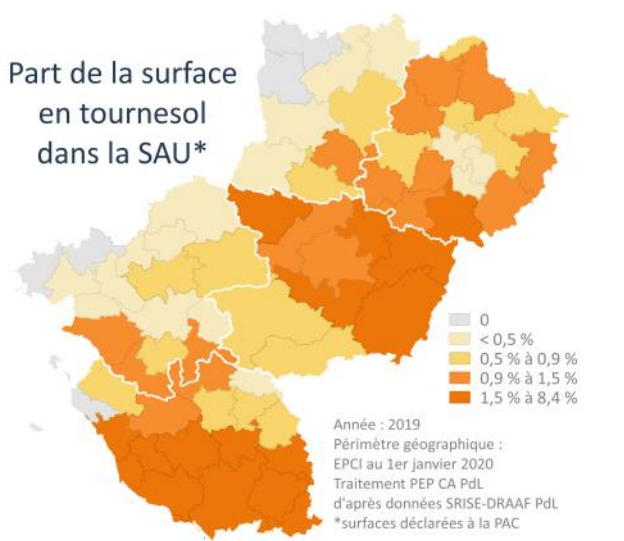 Part de la surface
en tournesol
dans la SAU*
0
< 0,5 %
0,5 % à 0,9 %
0,9 % à 1,5 %
1,5 % à 8,4 %
Année : 2019
Périmètre géographique :
EPCI au 1er janvier 2020
Traitement PEP CA PdL
d'après données SRISE-DRAAF PdL
*surfaces déclarées à la PAC